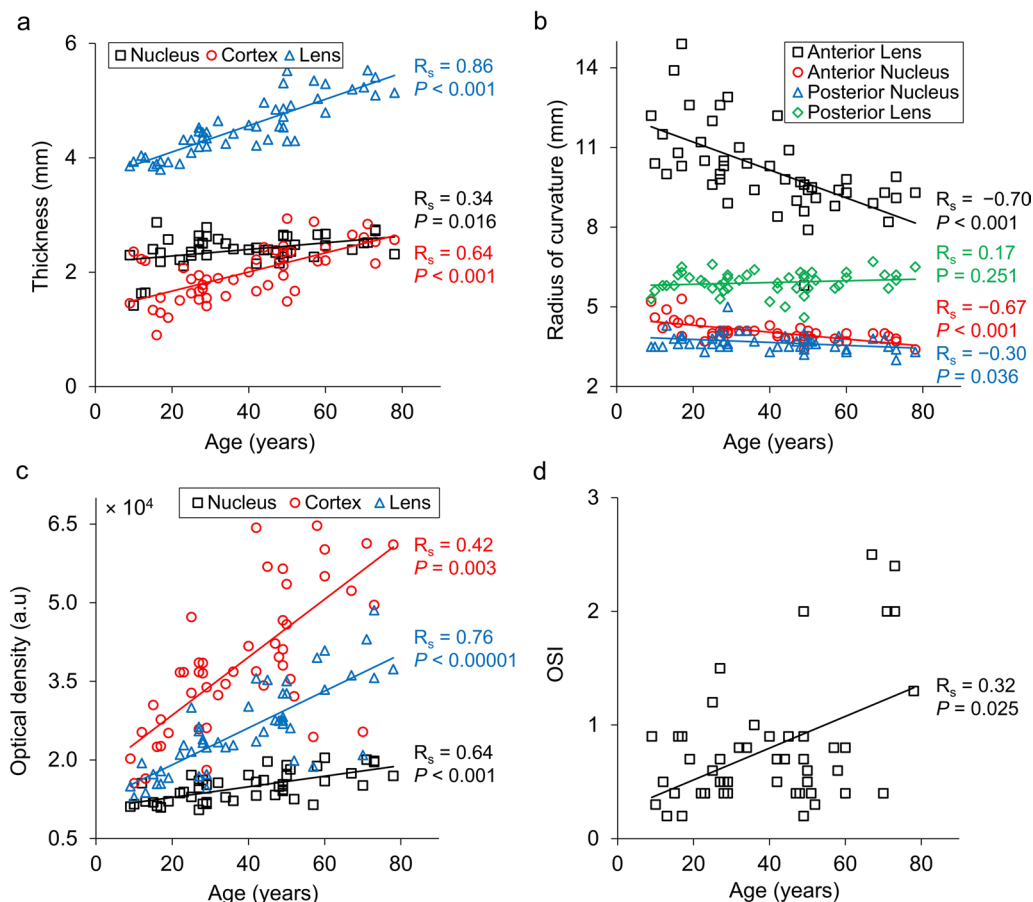 a
6
4
2
0
Thickness (mm)
Nucleus Cortex Lens
Rs = 0.86
P < 0.001
Rs = 0.34
P = 0.016
Rs = 0.64
P < 0.001
0 20 40 60 80
Age (years)
b
14
11
8
5
2
Radius of curvature (mm)
Anterior Lens
Anterior Nucleus
Posterior Nucleus
Posterior Lens
Rs = −0.70
P < 0.001
Rs = 0.17
P = 0.251
Rs = −0.67
P < 0.001
Rs = −0.30
P = 0.036
0 20 40 60 80
Age (years)
c
× 10⁴
6.5
5.0
3.5
2.0
0.5
Optical density (a.u)
Nucleus Cortex Lens
Rs = 0.42
P = 0.003
Rs = 0.76
P < 0.00001
Rs = 0.64
P < 0.001
0 20 40 60 80
Age (years)
d
3
2
1
0
OSI
Rs = 0.32
P = 0.025
0 20 40 60 80
Age (years)